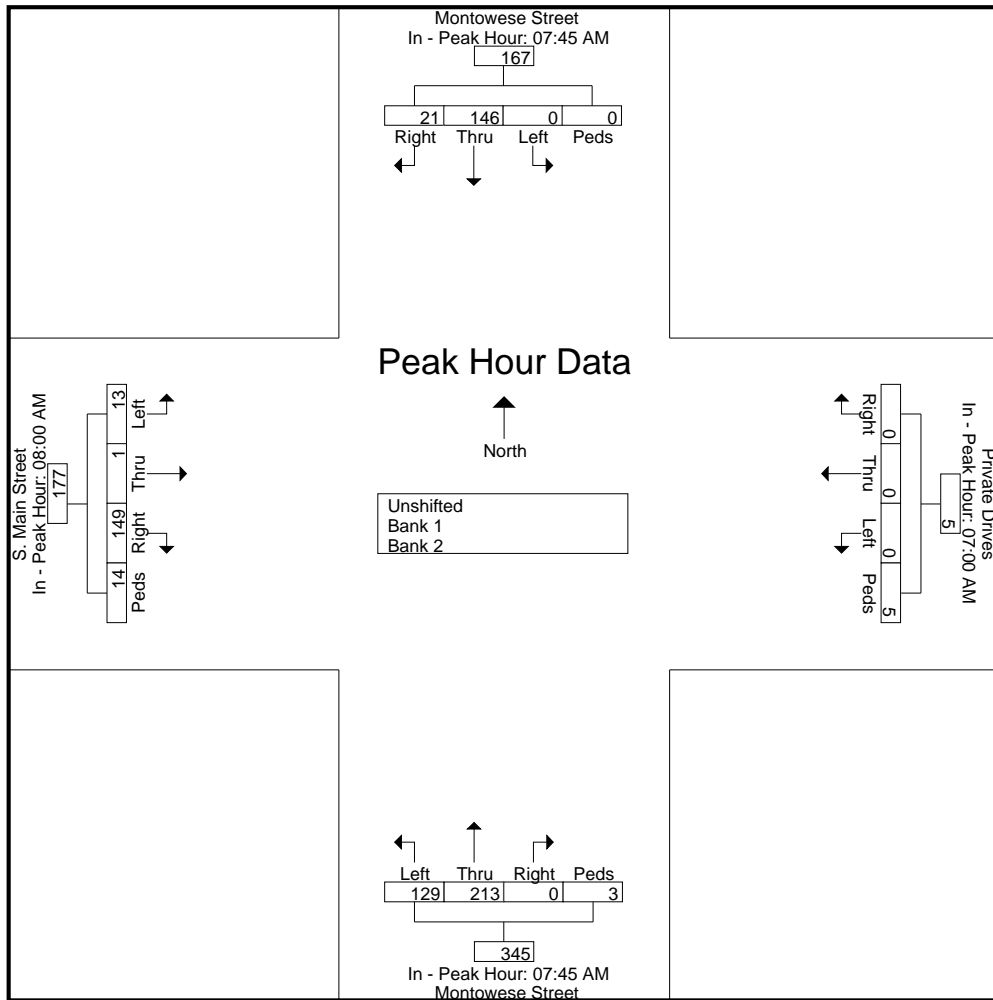 Montowese Street
In - Peak Hour: 07:45 AM
167
21 146 0 0
Right Thru Left Peds
Peak Hour Data
North
Unshifted
Bank 1
Bank 2
S. Main Street
In - Peak Hour: 08:00 AM
177
13 1 149 14
Left Thru Right Peds
Private Drives
In - Peak Hour: 07:00 AM
5
0 0 0 5
Right Thru Left Peds
Left Thru Right Peds
129 213 0 3
345
In - Peak Hour: 07:45 AM
Montowese Street